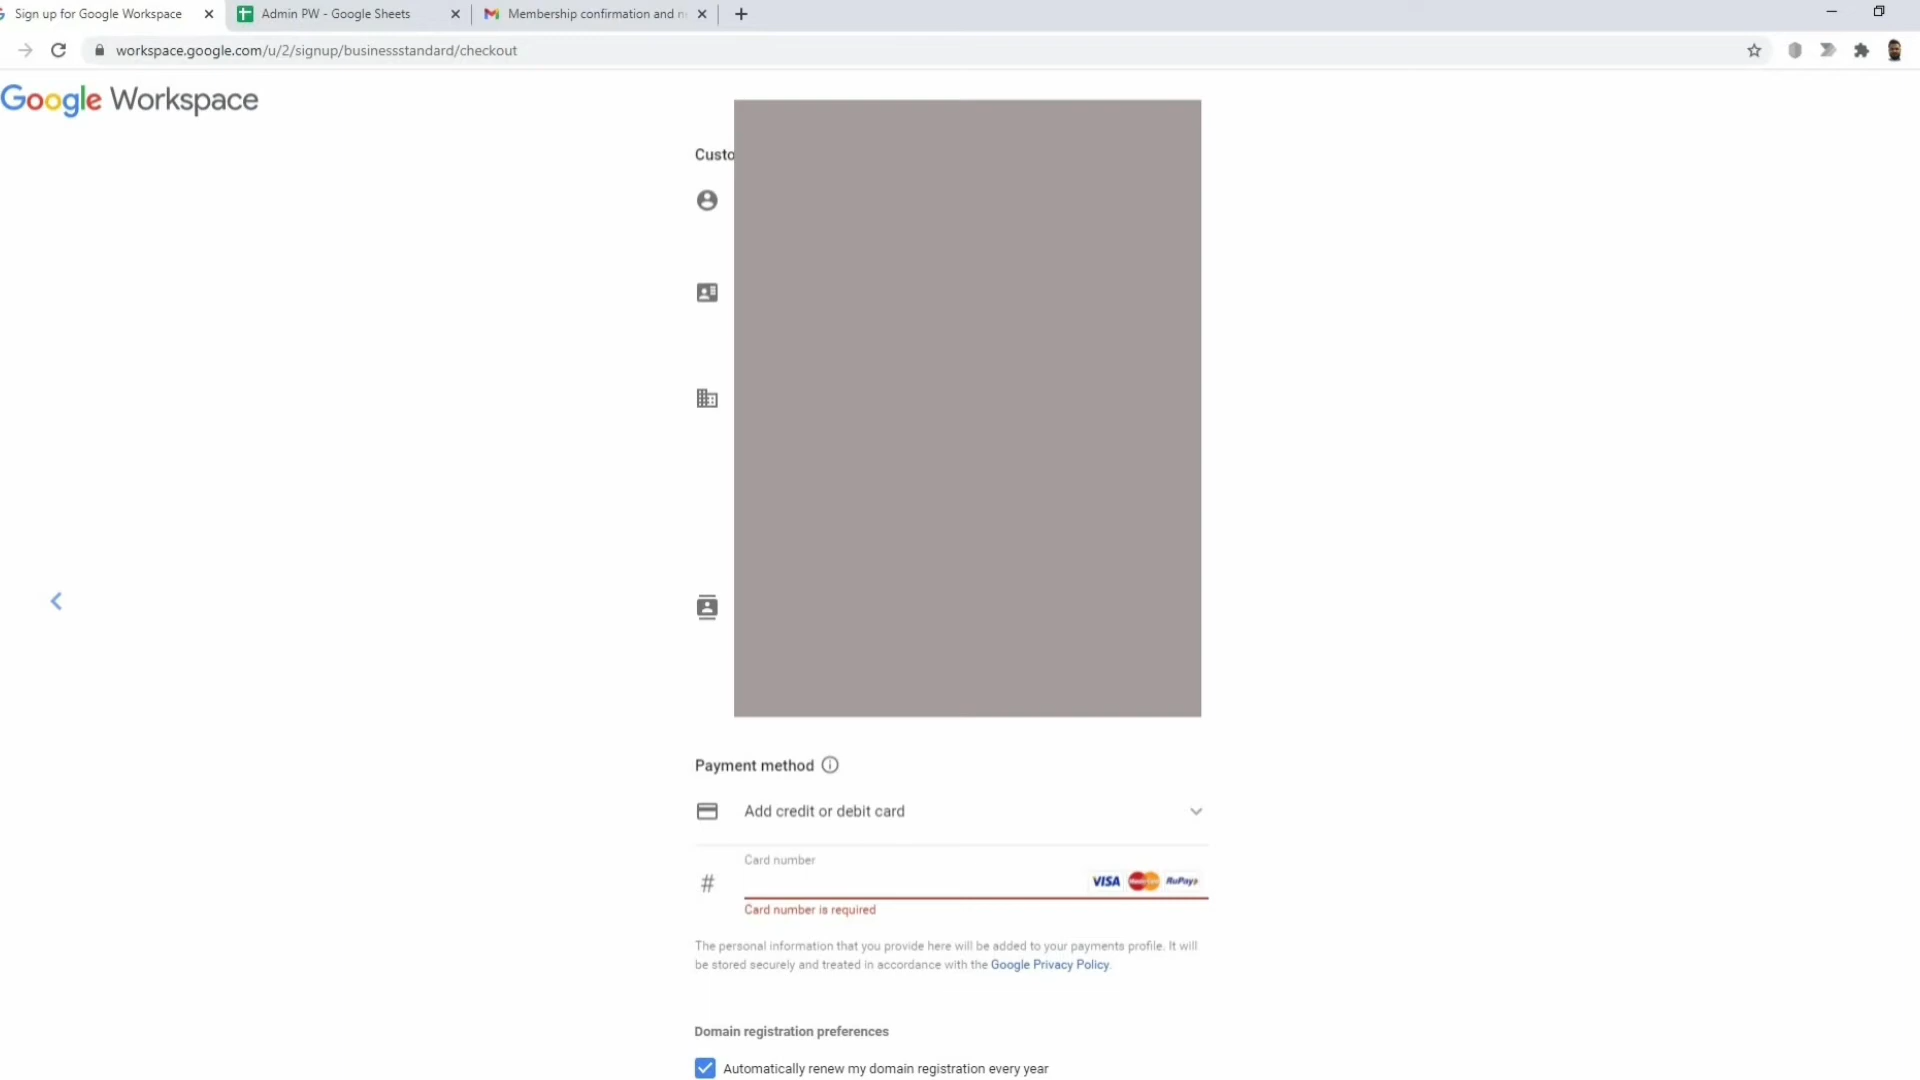 Sign up for Google Workspace
Admin PW - Google Sheets
Membership confirmation and
workspace.google.com/u/2/signup/businessstandard/checkout
Google Workspace
Custo
Payment method
Add credit or debit card
Card number
#
VISA
RuPay
Card number is required
The personal information that you provide here will be added to your payments profile. It will
be stored securely and treated in accordance with the Google Privacy Policy.
Domain registration preferences
Automatically renew my domain registration every year